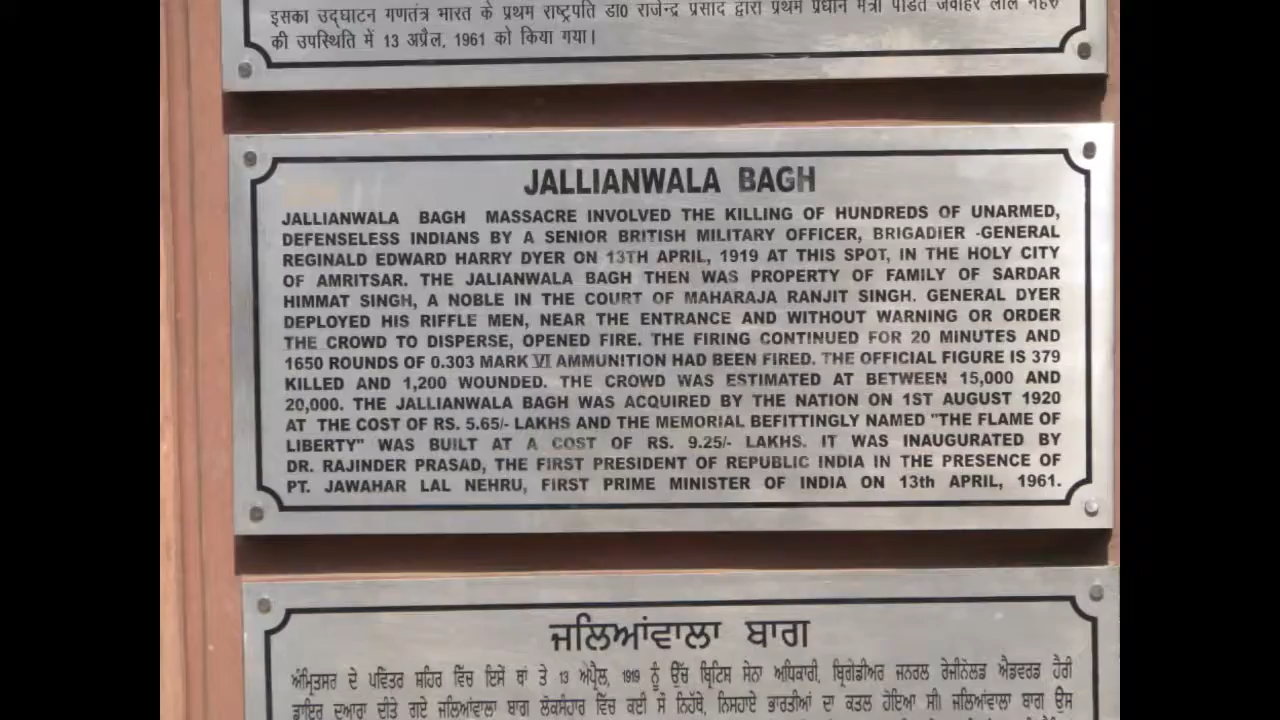 इसका उद्घाटन गणतंत्र भारत के प्रथम राष्ट्रपति डा0 राजेन्द्र प्रसाद द्वारा प्रथम प्रधान मंत्री पंडित जवाहर लाल नेहरु
की उपस्थिति में 13 अप्रैल, 1961 को किया गया।
JALLIANWALA BAGH
JALLIANWALA BAGH MASSACRE INVOLVED THE KILLING OF HUNDREDS OF UNARMED,
DEFENSELESS INDIANS BY A SENIOR BRITISH MILITARY OFFICER, BRIGADIER -GENERAL
REGINALD EDWARD HARRY DYER ON 13TH APRIL, 1919 AT THIS SPOT, IN THE HOLY CITY
OF AMRITSAR. THE JALIANWALA BAGH THEN WAS PROPERTY OF FAMILY OF SARDAR
HIMMAT SINGH, A NOBLE IN THE COURT OF MAHARAJA RANJIT SINGH. GENERAL DYER
DEPLOYED HIS RIFFLE MEN, NEAR THE ENTRANCE AND WITHOUT WARNING OR ORDER
THE CROWD TO DISPERSE, OPENED FIRE. THE FIRING CONTINUED FOR 20 MINUTES AND
1650 ROUNDS OF 0.303 MARK VI AMMUNITION HAD BEEN FIRED. THE OFFICIAL FIGURE IS 379
KILLED AND 1,200 WOUNDED. THE CROWD WAS ESTIMATED AT BETWEEN 15,000 AND
20,000. THE JALLIANWALA BAGH WAS ACQUIRED BY THE NATION ON 1ST AUGUST 1920
AT THE COST OF RS. 5.65/- LAKHS AND THE MEMORIAL BEFITTINGLY NAMED "THE FLAME OF
LIBERTY" WAS BUILT AT A COST OF RS. 9.25/- LAKHS. IT WAS INAUGURATED BY
DR. RAJINDER PRASAD, THE FIRST PRESIDENT OF REPUBLIC INDIA IN THE PRESENCE OF
PT. JAWAHAR LAL NEHRU, FIRST PRIME MINISTER OF INDIA ON 13th APRIL, 1961.
ਜਲਿਆਂਵਾਲਾ ਬਾਗ
ਅੰਮ੍ਰਿਤਸਰ ਦੇ ਪਵਿੱਤਰ ਸ਼ਹਿਰ ਵਿੱਚ ਇਸੇ ਥਾਂ ਤੇ 13 ਅਪ੍ਰੈਲ, 1919 ਨੂੰ ਉੱਚ ਬ੍ਰਿਟਿਸ ਸੇਨਾ ਅਧਿਕਾਰੀ, ਬ੍ਰਿਗੇਡੀਅਰ ਜਨਰਲ ਰੇਜੀਨੋਲਡ ਐਡਵਰਡ ਹੈਰੀ
ਡਾਇਰ ਦੁਆਰਾ ਦੀਤੇ ਗਏ ਜਲਿਆਂਵਾਲਾ ਬਾਗ ਲੋਕਸੰਹਾਰ ਵਿੱਚ ਕਈ ਸੌ ਨਿਹੱਥੇ, ਨਿਸਹਾਏ ਭਾਰਤੀਆਂ ਦਾ ਕਤਲ ਹੋਇਆ ਸੀ। ਜਲਿਆਂਵਾਲਾ ਬਾਗ ਉਸ